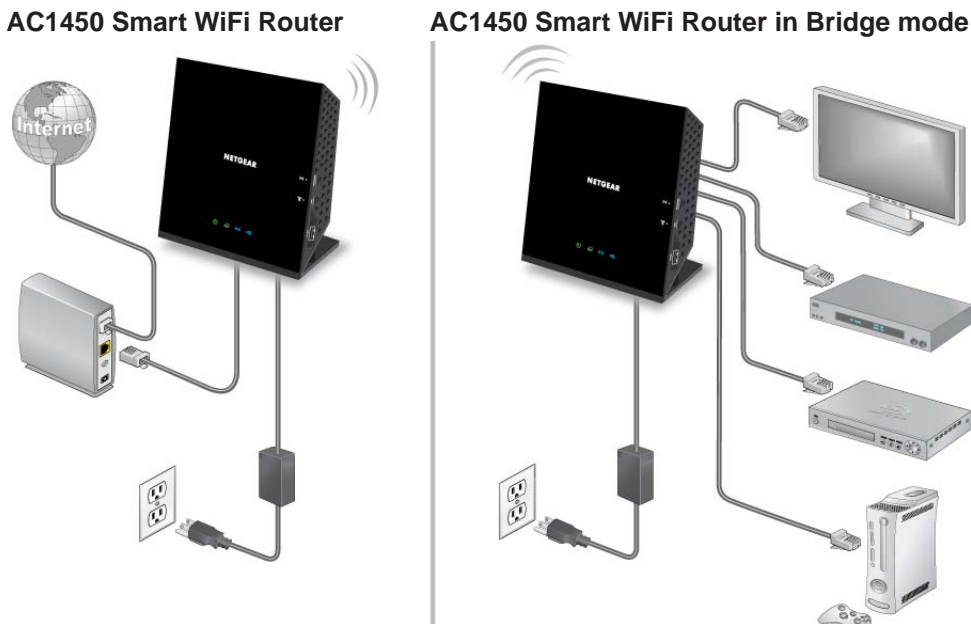 AC1450 Smart WiFi Router
AC1450 Smart WiFi Router in Bridge mode
Internet
NETGEAR
NETGEAR